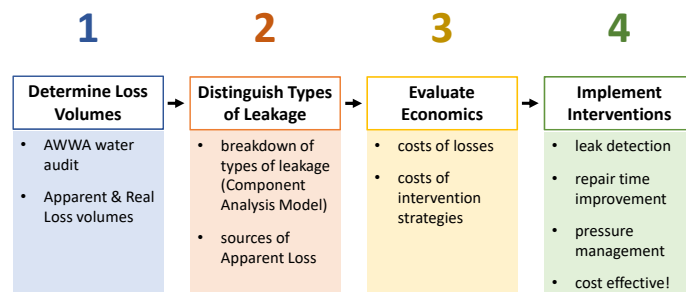 1
Determine Loss
Volumes
• AWWA water
audit
• Apparent & Real
Loss volumes
2
Distinguish Types
of Leakage
• breakdown of
types of leakage
(Component
Analysis Model)
• sources of
Apparent Loss
3
Evaluate
Economics
• costs of losses
• costs of
intervention
strategies
4
Implement
Interventions
• leak detection
• repair time
improvement
• pressure
management
• cost effective!